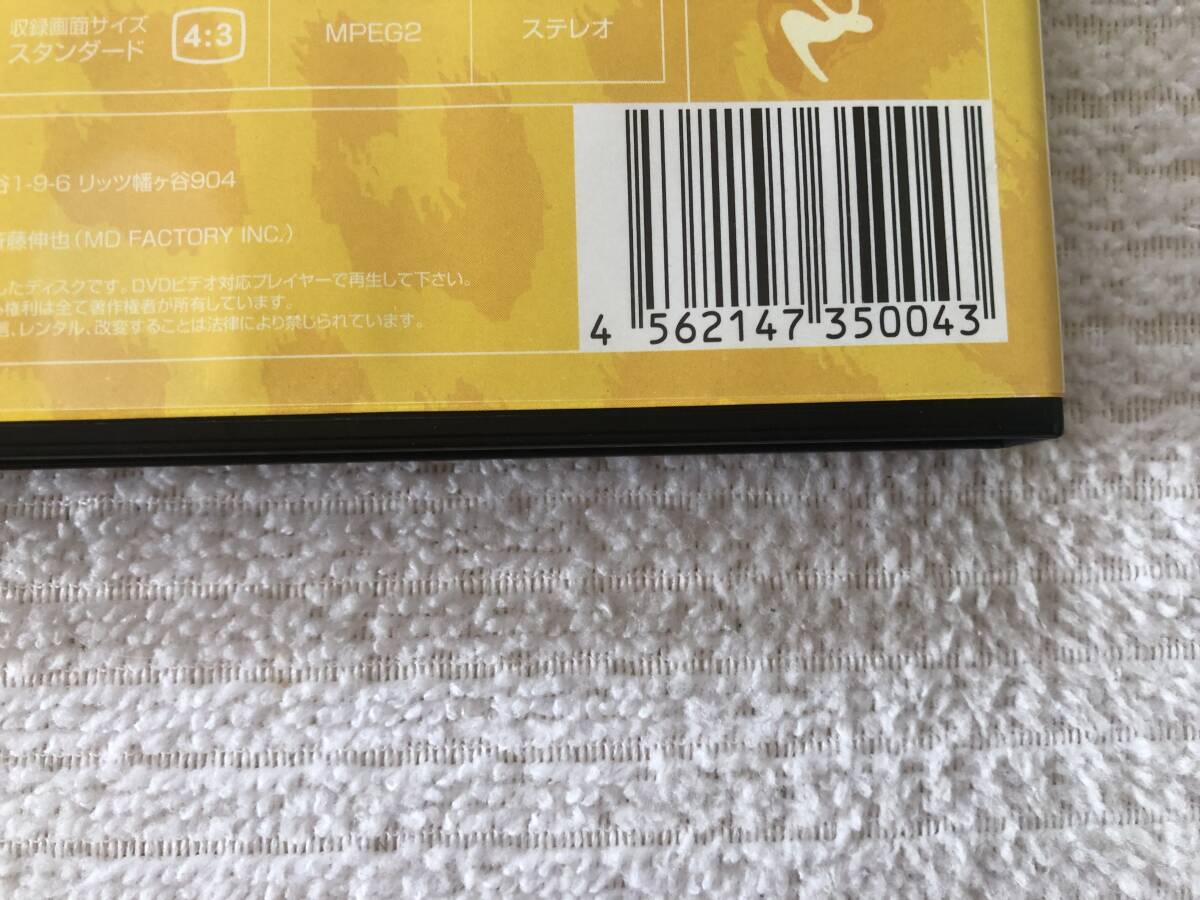 収録画面サイズ
スタンダード
4:3
MPEG2
ステレオ
谷1-9-6 リッツ幡ヶ谷904
斉藤伸也(MD FACTORY INC.)
したディスクです。DVDビデオ対応プレイヤーで再生して下さい。
権利は全て著作権者が所有しています。
、レンタル、改変することは法律により禁じられています。
4 562147 350043